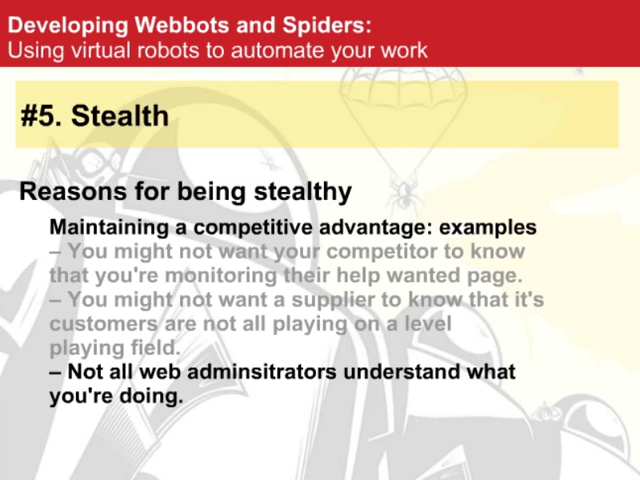 Developing Webbots and Spiders:
Using virtual robots to automate your work
#5. Stealth
Reasons for being stealthy
Maintaining a competitive advantage: examples
– You might not want your competitor to know
that you're monitoring their help wanted page.
– You might not want a supplier to know that it's
customers are not all playing on a level
playing field.
– Not all web adminsitrators understand what
you're doing.